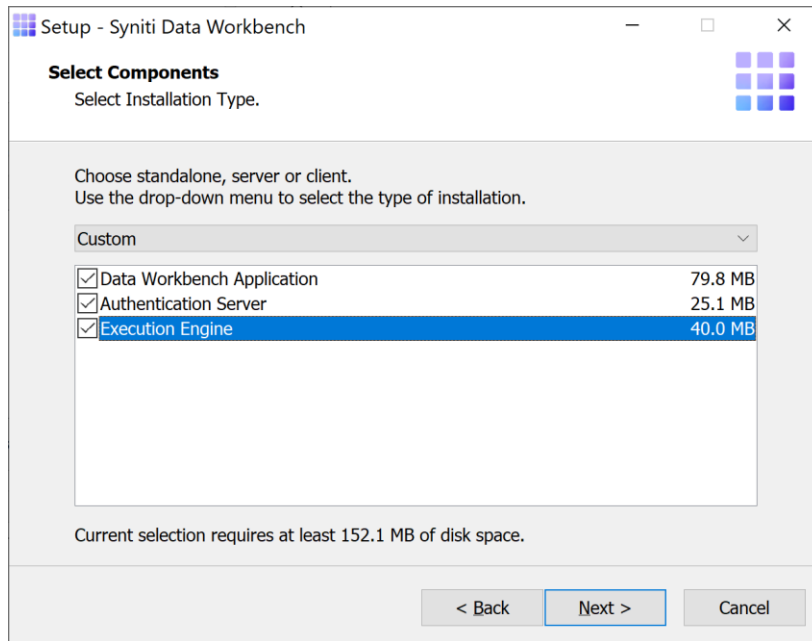 Setup - Syniti Data Workbench
Select Components
Select Installation Type.
Choose standalone, server or client.
Use the drop-down menu to select the type of installation.
Custom
Data Workbench Application 79.8 MB
Authentication Server 25.1 MB
Execution Engine 40.0 MB
Current selection requires at least 152.1 MB of disk space.
< Back Next > Cancel